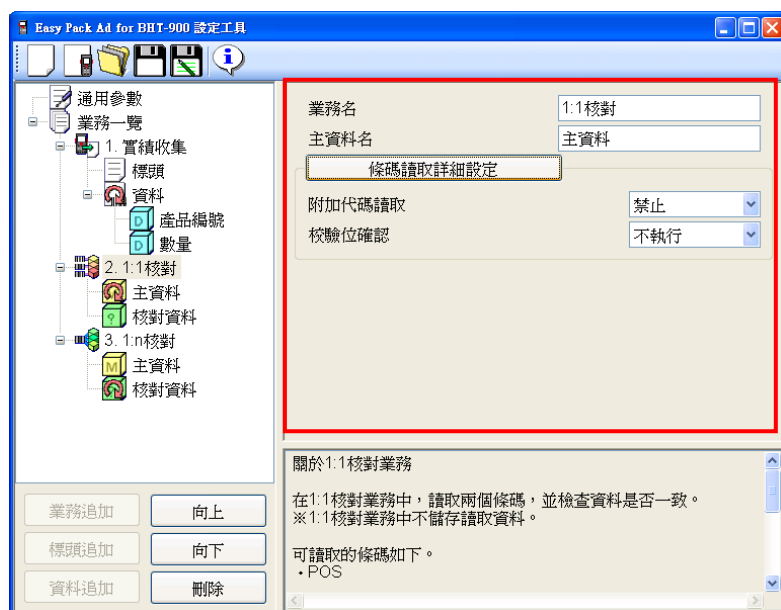 Easy Pack Ad for BHT-900 設定工具
通用參數
業務一覽
1. 實績收集
標頭
資料
產品編號
數量
2. 1:1核對
主資料
核對資料
3. 1:n核對
主資料
核對資料
業務追加
向上
標頭追加
向下
資料追加
刪除
業務名
1:1核對
主資料名
主資料
條碼讀取詳細設定
附加代碼讀取
禁止
校驗位確認
不執行
關於1:1核對業務
在1:1核對業務中，讀取兩個條碼，並檢查資料是否一致。
※1:1核對業務中不儲存讀取資料。
可讀取的條碼如下。
・POS